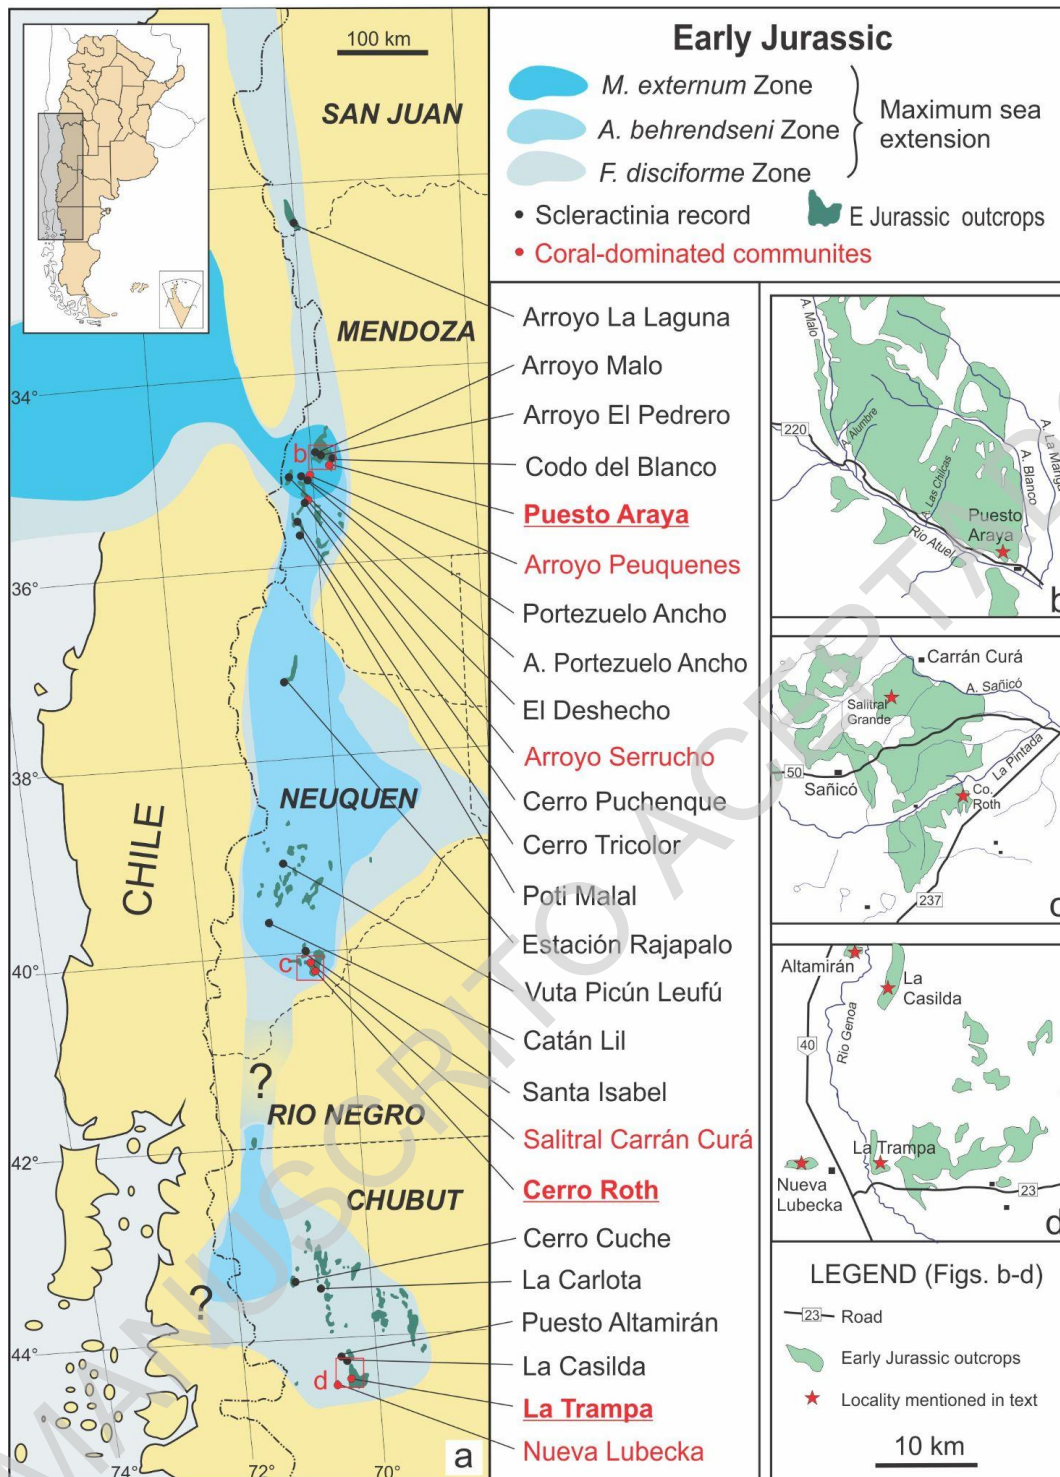 100 km
SAN JUAN
MENDOZA
34°
b
36°
38°
NEUQUEN
CHILE
40°
c
?
RIO NEGRO
42°
CHUBUT
?
44°
d
74°
72°
70°
a
Early Jurassic
M. externum Zone
A. behrendseni Zone
F. disciforme Zone
Maximum sea
extension
Scleractinia record
E Jurassic outcrops
Coral-dominated communites
Arroyo La Laguna
Arroyo Malo
Arroyo El Pedrero
Codo del Blanco
Puesto Araya
Arroyo Peuquenes
Portezuelo Ancho
A. Portezuelo Ancho
El Deshecho
Arroyo Serrucho
Cerro Puchenque
Cerro Tricolor
Poti Malal
Estación Rajapalo
Vuta Picún Leufú
Catán Lil
Santa Isabel
Salitral Carrán Curá
Cerro Roth
Cerro Cuche
La Carlota
Puesto Altamirán
La Casilda
La Trampa
Nueva Lubecka
A. Malo
A. Alumbre
220
A. Las Chilcas
A. La Manga
A. Blanco
Puesto
Araya
Rio Atuel
b
Carrán Curá
A. Sañicó
Salitral
Grande
50
Sañicó
La Pintada
Co.
Roth
237
c
Altamirán
La
Casilda
Rio Genoa
40
La Trampa
Nueva
Lubecka
23
d
LEGEND (Figs. b-d)
23 Road
Early Jurassic outcrops
Locality mentioned in text
10 km
MANUSCRITO ACEPTADO